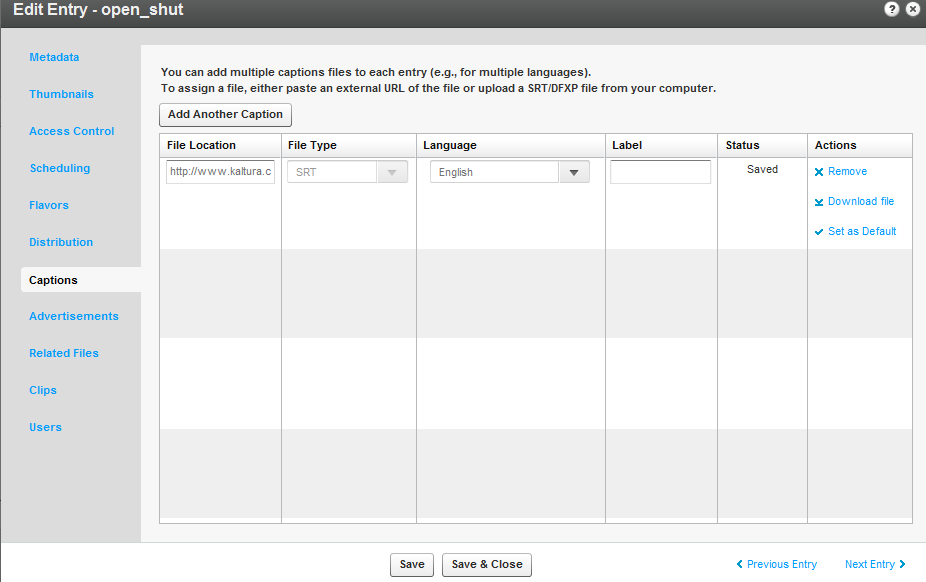 Edit Entry - open_shut
?
Metadata
Thumbnails
Access Control
Scheduling
Flavors
Distribution
Captions
Advertisements
Related Files
Clips
Users
You can add multiple captions files to each entry (e.g., for multiple languages).
To assign a file, either paste an external URL of the file or upload a SRT/DFXP file from your computer.
Add Another Caption
File Location File Type Language Label Status Actions
http://www.kaltura.c SRT English Saved Remove
Download file
Set as Default
Save Save & Close Previous Entry Next Entry